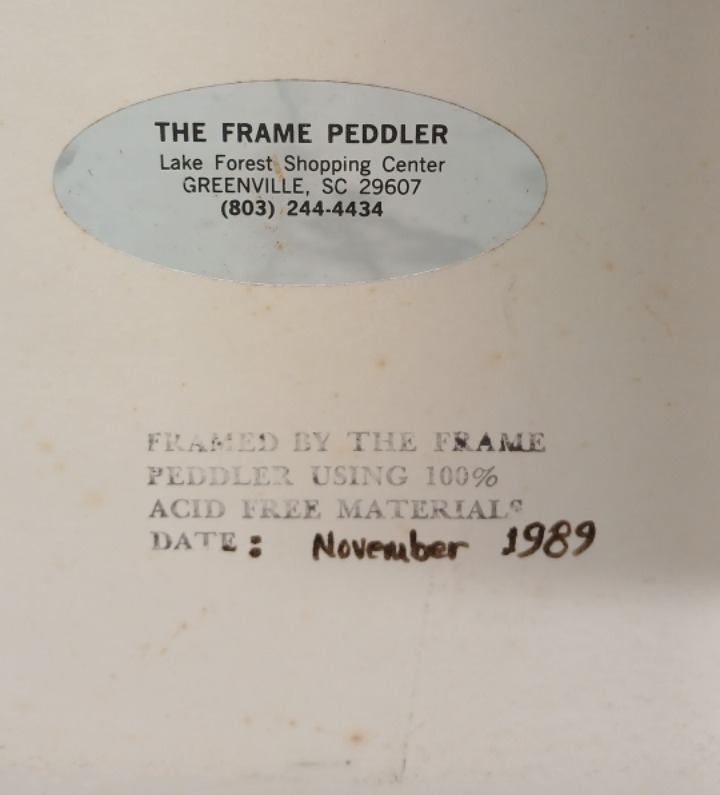 THE FRAME PEDDLER
Lake Forest Shopping Center
GREENVILLE, SC 29607
(803) 244-4434
FRAMED BY THE FRAME
PEDDLER USING 100%
ACID FREE MATERIALS
DATE: November 1989